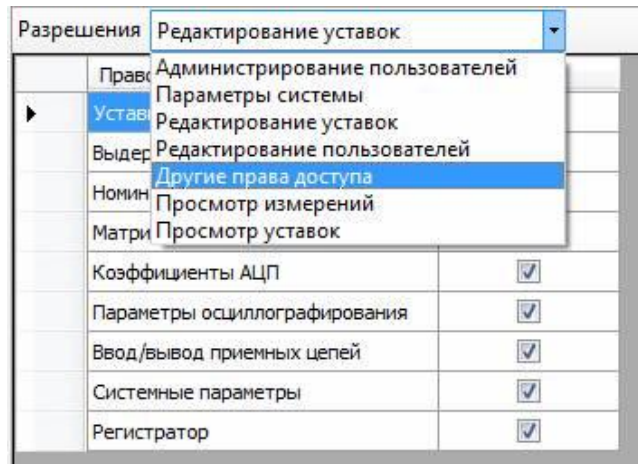 Разрешения Редактирование уставок
Администрирование пользователей
Параметры системы
Редактирование уставок
Редактирование пользователей
Другие права доступа
Просмотр измерений
Просмотр уставок
Коэффициенты АЦП
Параметры осциллографирования
Ввод/вывод приемных цепей
Системные параметры
Регистратор